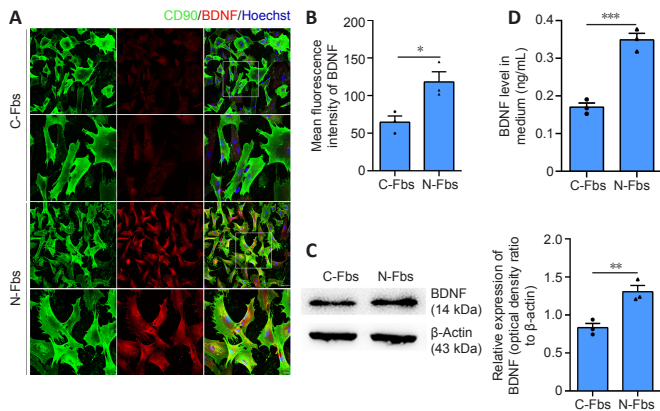 A
CD90/BDNF/Hoechst
C-Fbs
N-Fbs
B
Mean fluorescence
intensity of BDNF
200
150
100
50
0
*
C-Fbs N-Fbs
D
BDNF level in
medium (ng/mL)
0.4
0.3
0.2
0.1
0
***
C-Fbs N-Fbs
C
C-Fbs N-Fbs
BDNF
(14 kDa)
β-Actin
(43 kDa)
Relative expression of
BDNF (optical density ratio
to β-actin)
2.0
1.5
1.0
0.5
0
**
C-Fbs N-Fbs